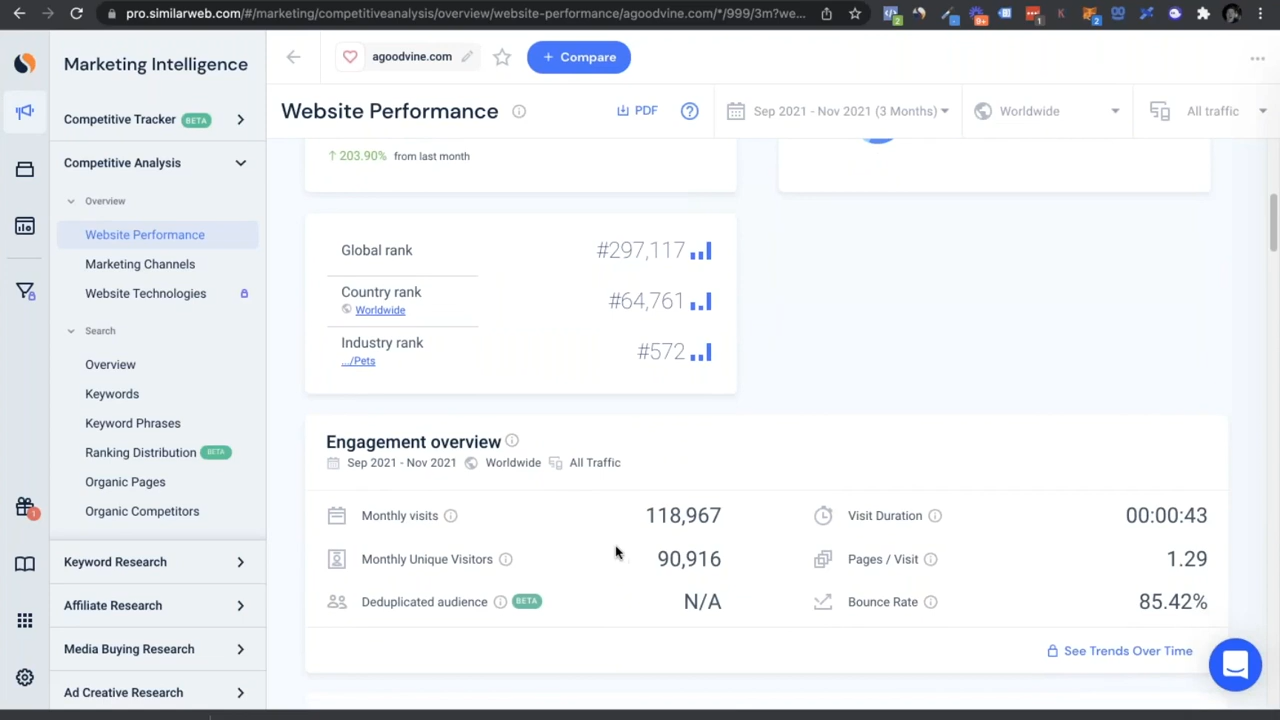 pro.similarweb.com/#/marketing/competitiveanalysis/overview/website-performance/agoodvine.com/*/999/3m?we...
2
9+
1
2
Marketing Intelligence
agoodvine.com
+ Compare
Competitive Tracker BETA
Website Performance
PDF
Sep 2021 - Nov 2021 (3 Months)
Worldwide
All traffic
Competitive Analysis
203.90% from last month
Overview
Website Performance
Marketing Channels
Website Technologies
Search
Overview
Keywords
Keyword Phrases
Ranking Distribution BETA
Organic Pages
Organic Competitors
1
Keyword Research
Affiliate Research
Media Buying Research
Ad Creative Research
Global rank #297,117
Country rank #64,761
Worldwide
Industry rank #572
.../Pets
Engagement overview
Sep 2021 - Nov 2021 Worldwide All Traffic
Monthly visits 118,967
Visit Duration 00:00:43
Monthly Unique Visitors 90,916
Pages / Visit 1.29
Deduplicated audience BETA N/A
Bounce Rate 85.42%
See Trends Over Time